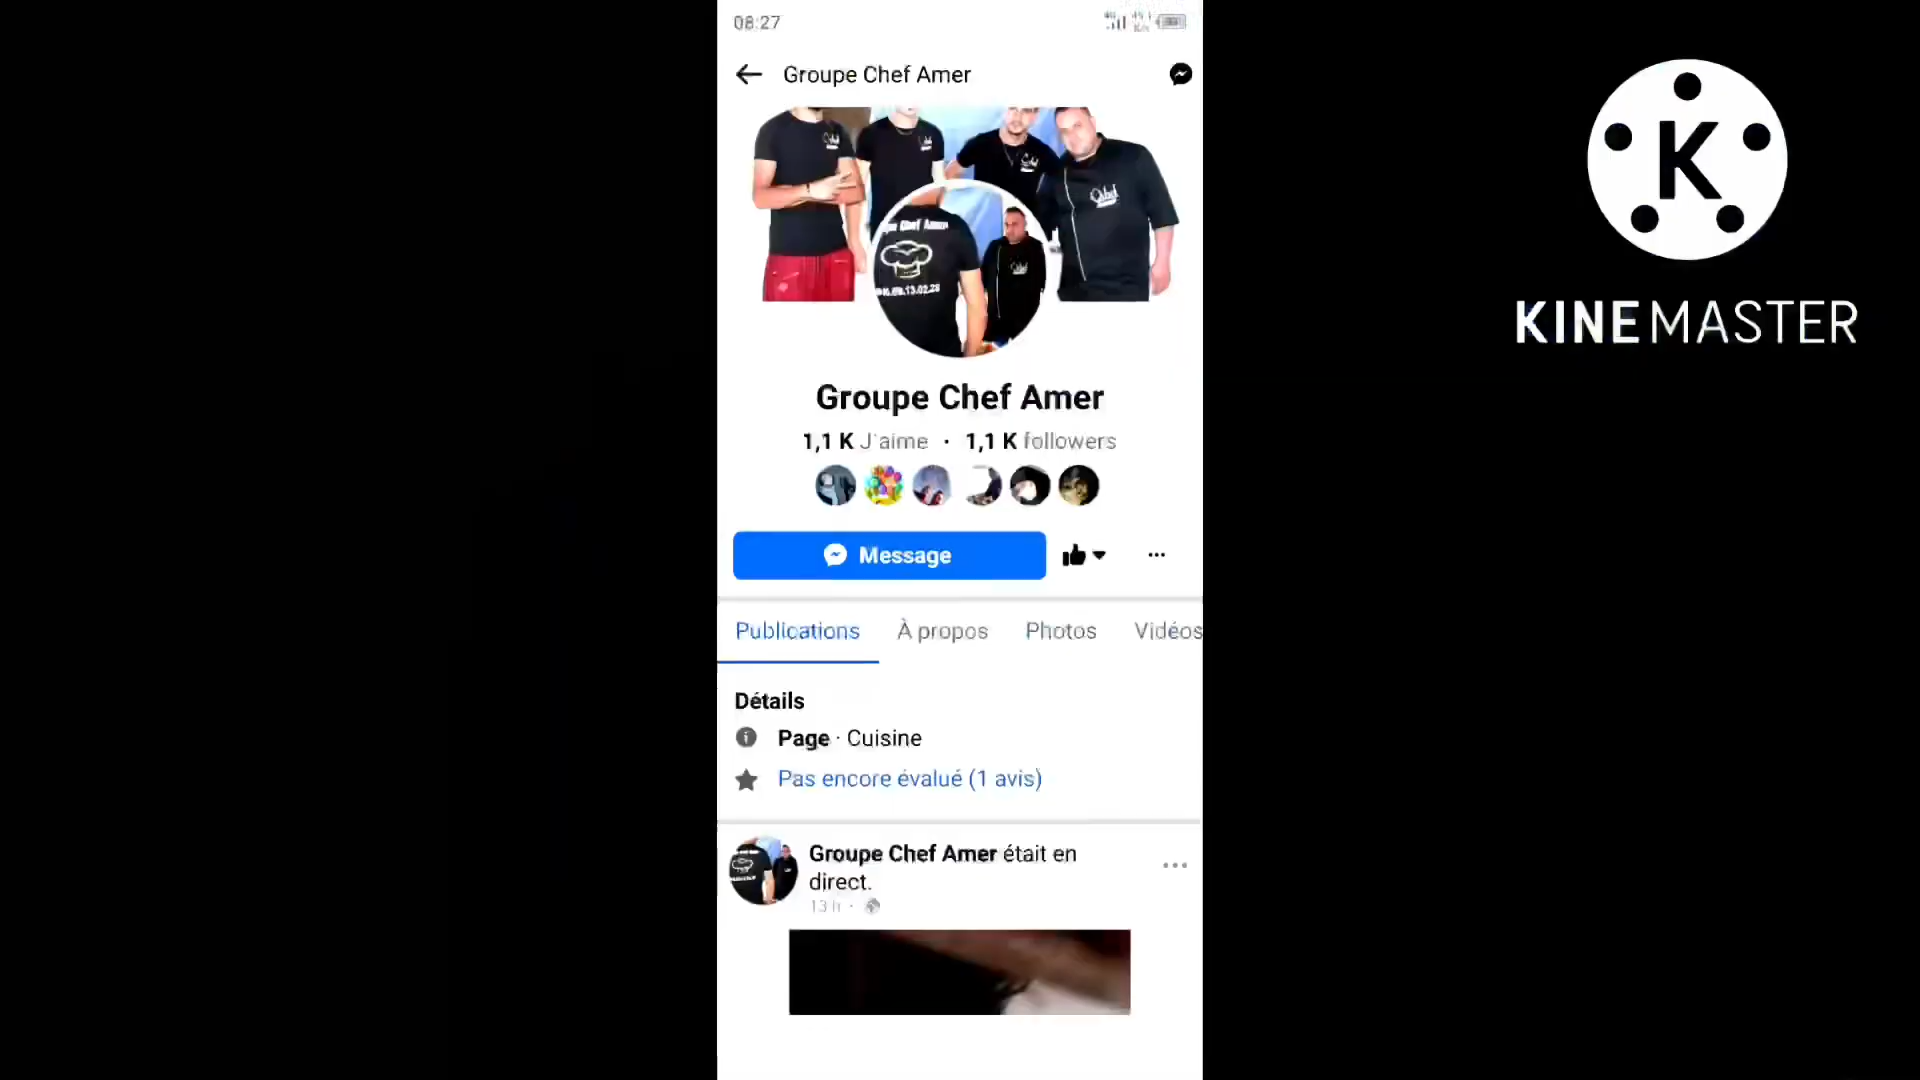 08:27
Groupe Chef Amer
Groupe Chef Amer
1,1 K J'aime · 1,1 K followers
Message
Publications À propos Photos Vidéos
Détails
Page · Cuisine
Pas encore évalué (1 avis)
Groupe Chef Amer était en
direct.
13 h ·
K
KINEMASTER